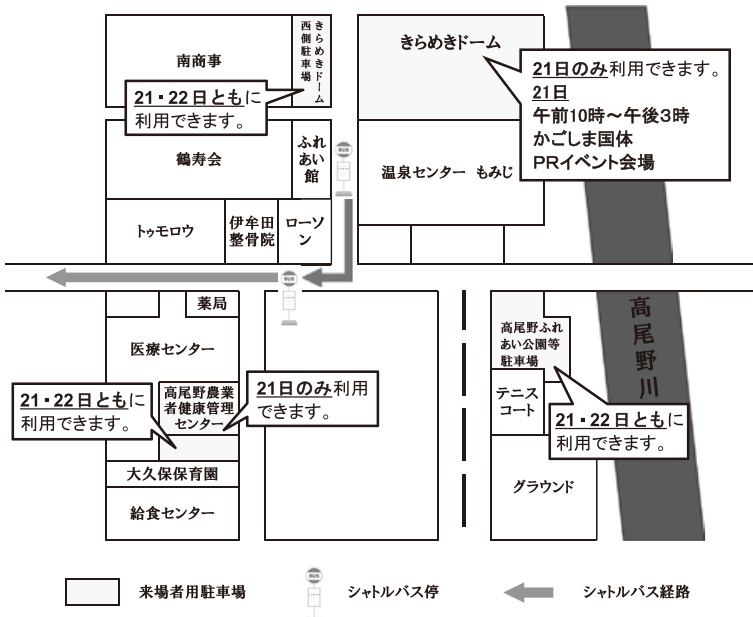 南商事
きらめきドーム
西側駐車場
きらめきドーム
21・22日ともに
利用できます。
21日のみ利用できます。
21日
午前10時～午後3時
かごしま国体
PRイベント会場
鶴寿会
ふれ
あい
館
BUS
温泉センター もみじ
トゥモロウ
伊牟田
整骨院
ローソ
ン
BUS
薬局
医療センター
高尾野農業
者健康管理
センター
21・22日ともに
利用できます。
21日のみ利用
できます。
大久保保育園
給食センター
高尾野ふれ
あい公園等
駐車場
テニス
コート
21・22日ともに
利用できます。
グラウンド
高尾野川
来場者用駐車場
BUS
シャトルバス停
シャトルバス経路